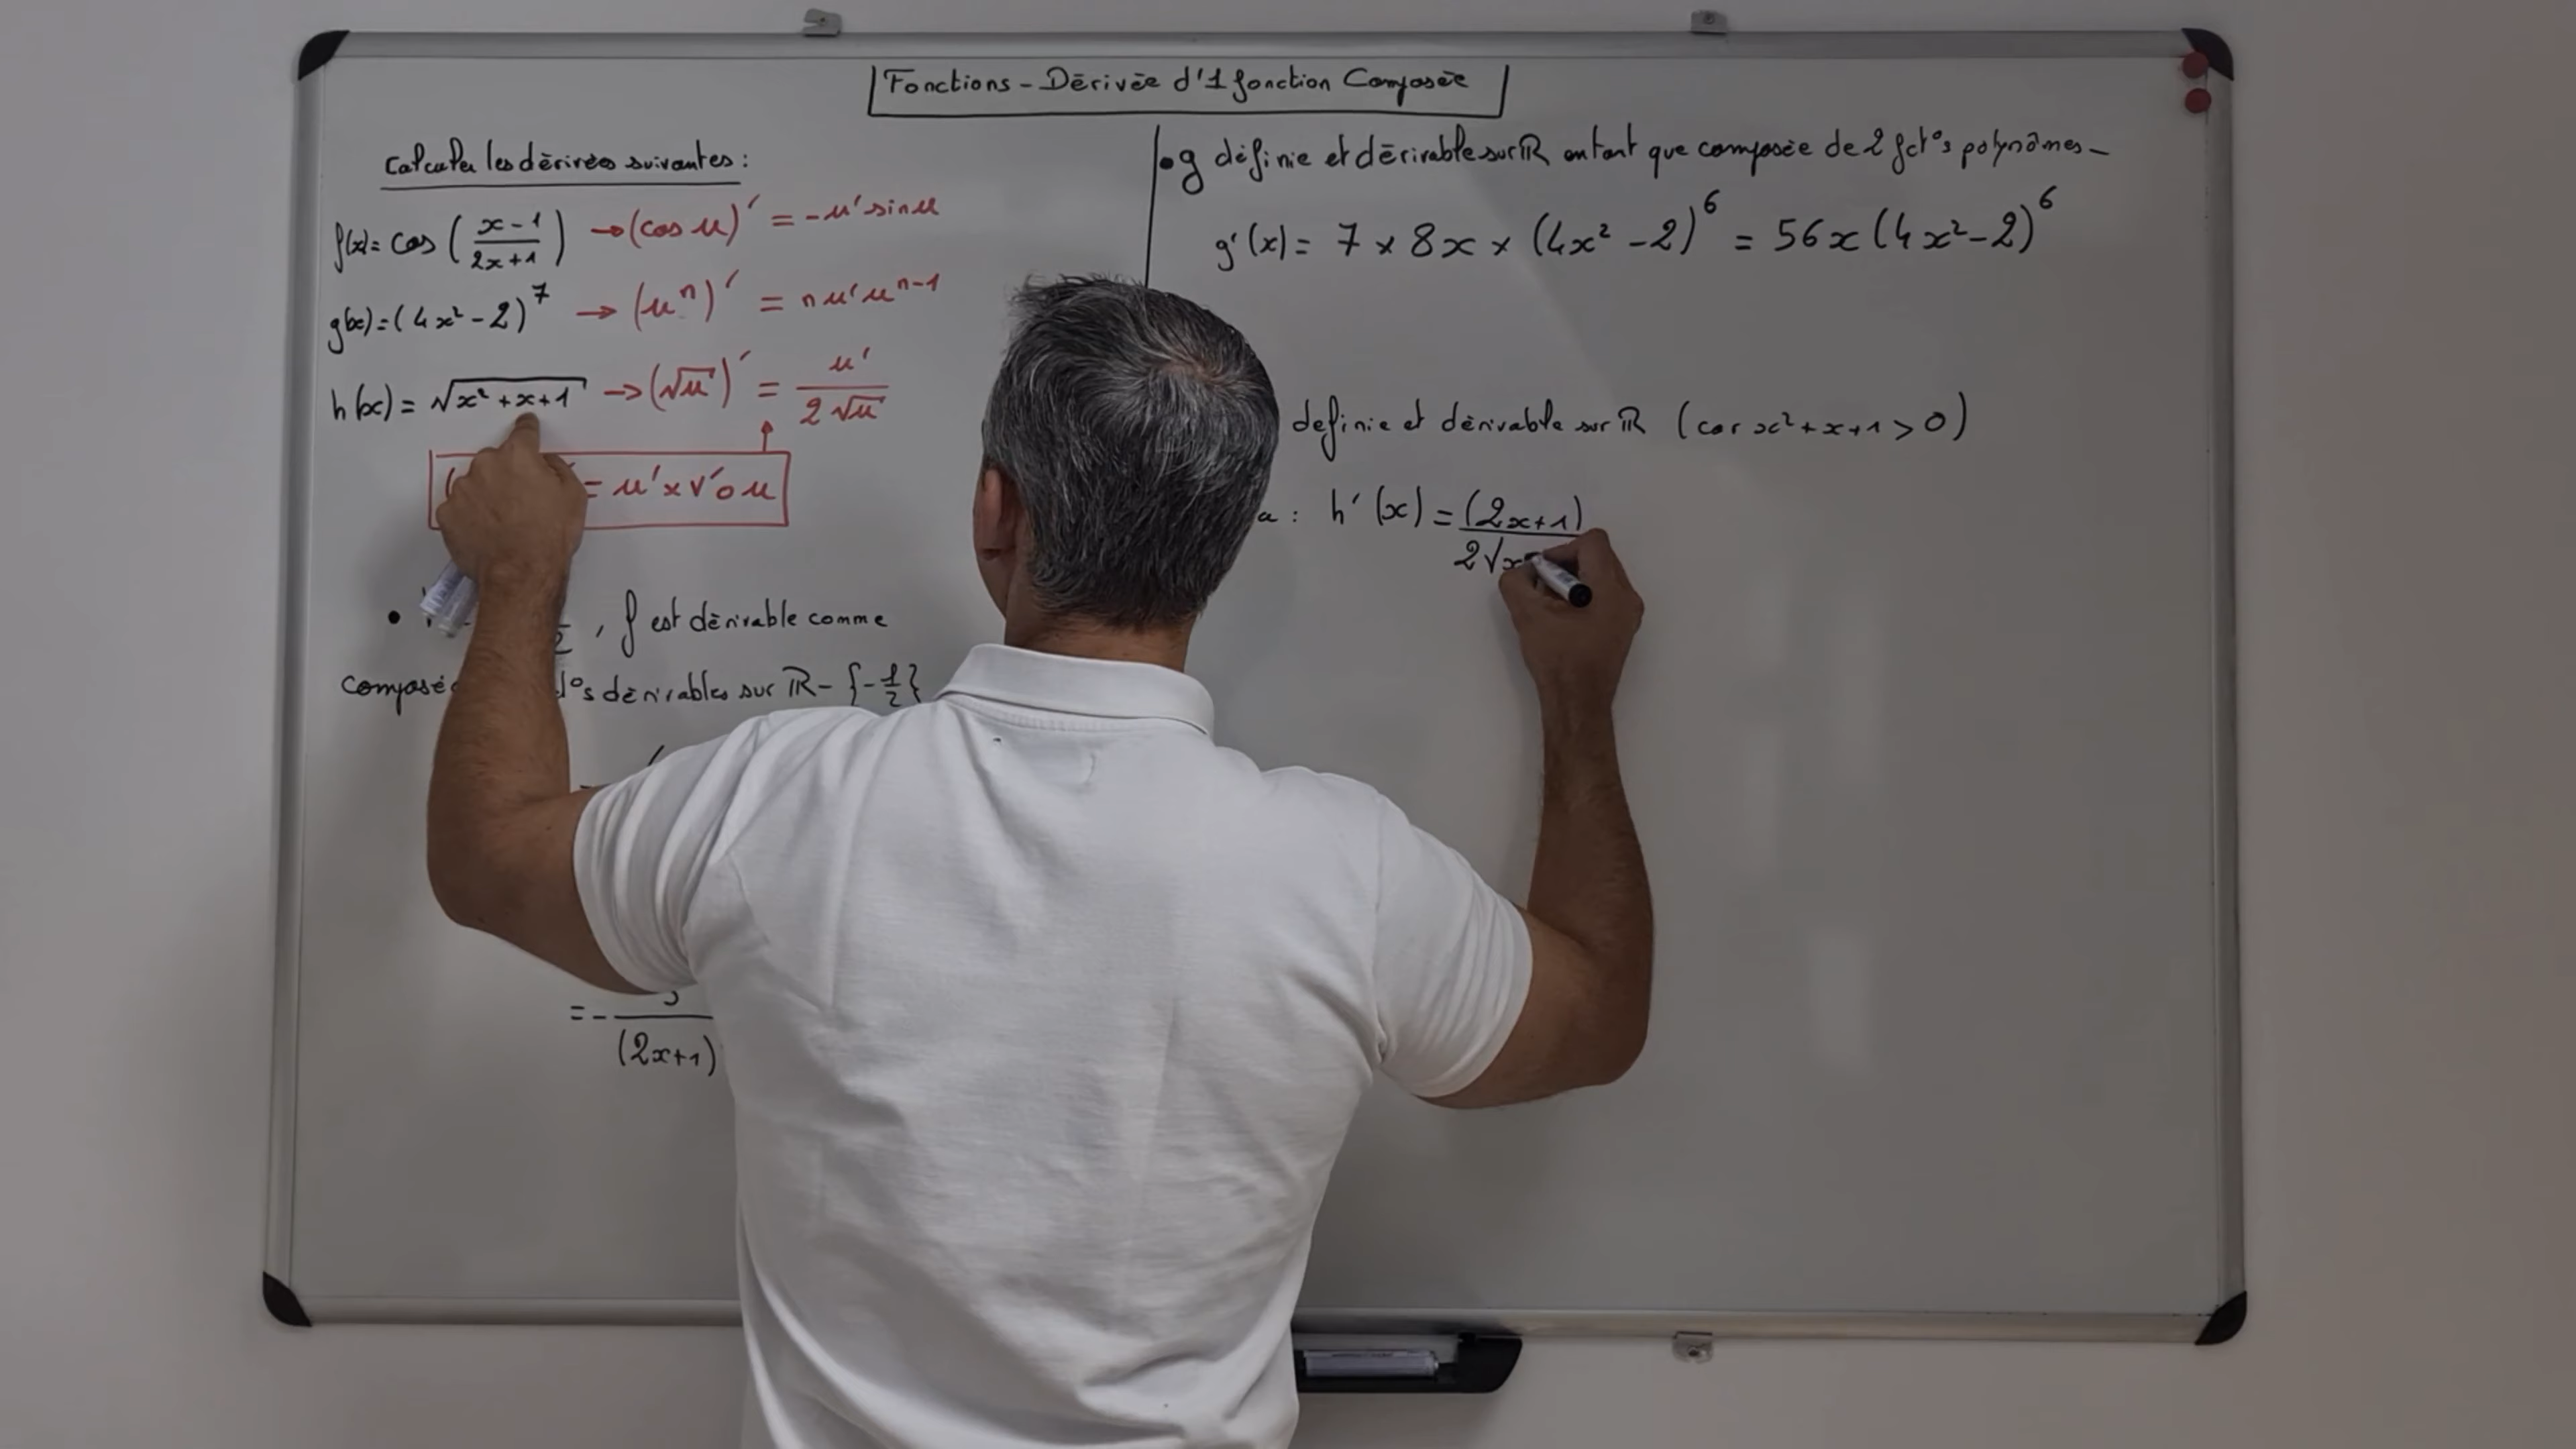 Fonctions - Dérivée d'1 fonction Composée
Calculer les dérivées suivantes :
f(x) = cos ( (x-1)/(2x+1) ) → (cos u)' = -u' sin u
g(x) = (4x² - 2)⁷ → (uⁿ)' = n u' uⁿ⁻¹
h(x) = √(x² + x + 1) → (√u)' = u'/(2√u)
= u' x v' o u
, f est dérivable comme
dérivables sur ℝ - {-1/2}
= - 
(2x+1)
• g définie et dérivable sur ℝ en tant que composée de 2 fct°s polynômes -
g'(x) = 7 × 8x × (4x² - 2)⁶ = 56x (4x² - 2)⁶
definie et dérivable sur ℝ (car x² + x + 1 > 0)
a : h'(x) = (2x+1)
2√x